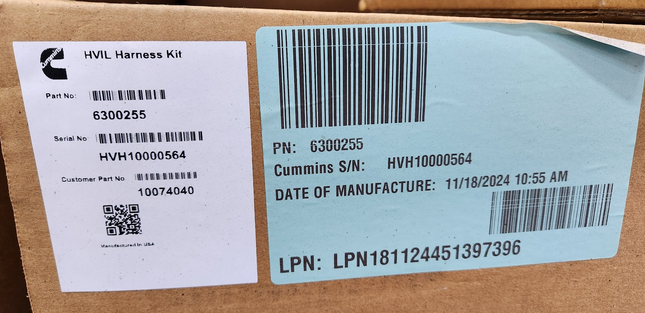 HVIL Harness Kit
Part No:
6300255
Serial No
HVH10000564
Customer Part No
10074040
Manufactured in USA
PN: 6300255
Cummins S/N: HVH10000564
DATE OF MANUFACTURE: 11/18/2024 10:55 AM
LPN: LPN181124451397396